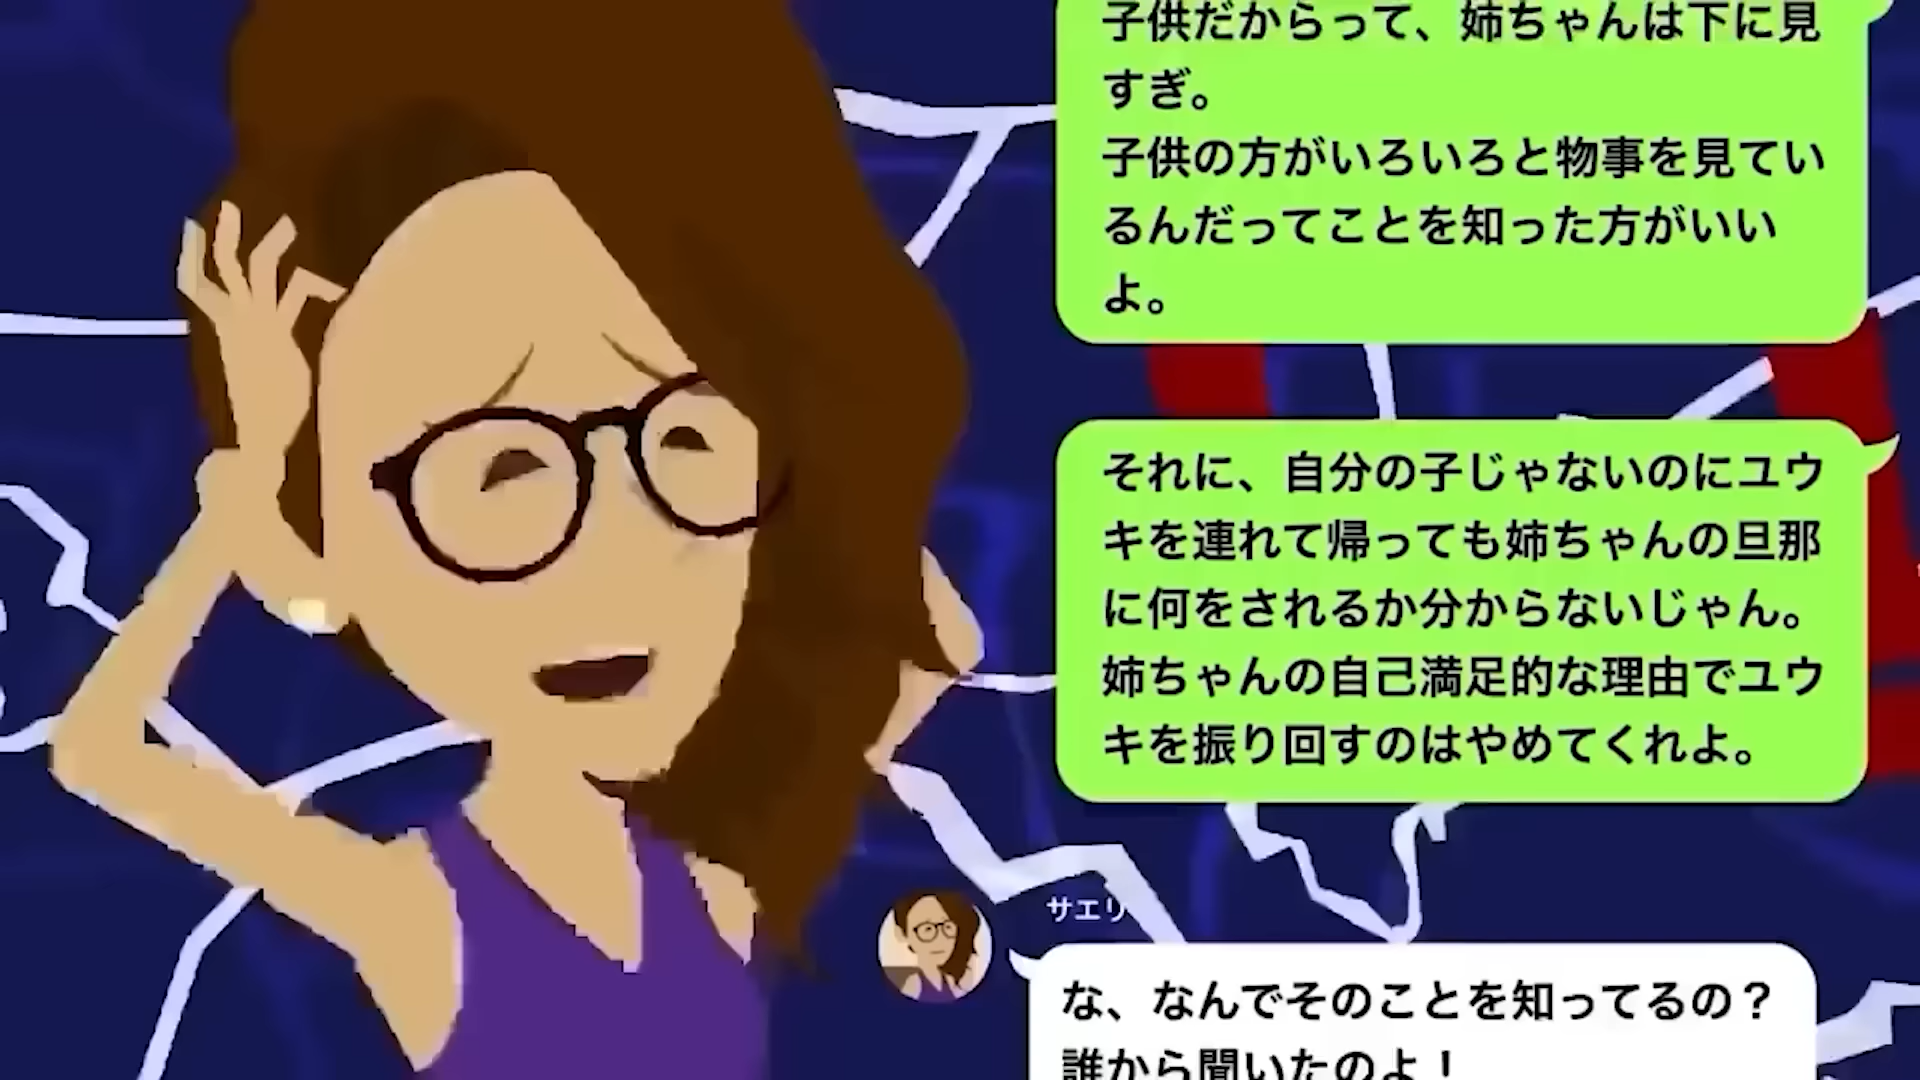 子供だからって、姉ちゃんは下に見
すぎ。
子供の方がいろいろと物事を見てい
るんだってことを知った方がいい
よ。
それに、自分の子じゃないのにユウ
キを連れて帰っても姉ちゃんの旦那
に何をされるか分からないじゃん。
姉ちゃんの自己満足的な理由でユウ
キを振り回すのはやめてくれよ。
サエリ
な、なんでそのことを知ってるの？
誰から聞いたのよ！